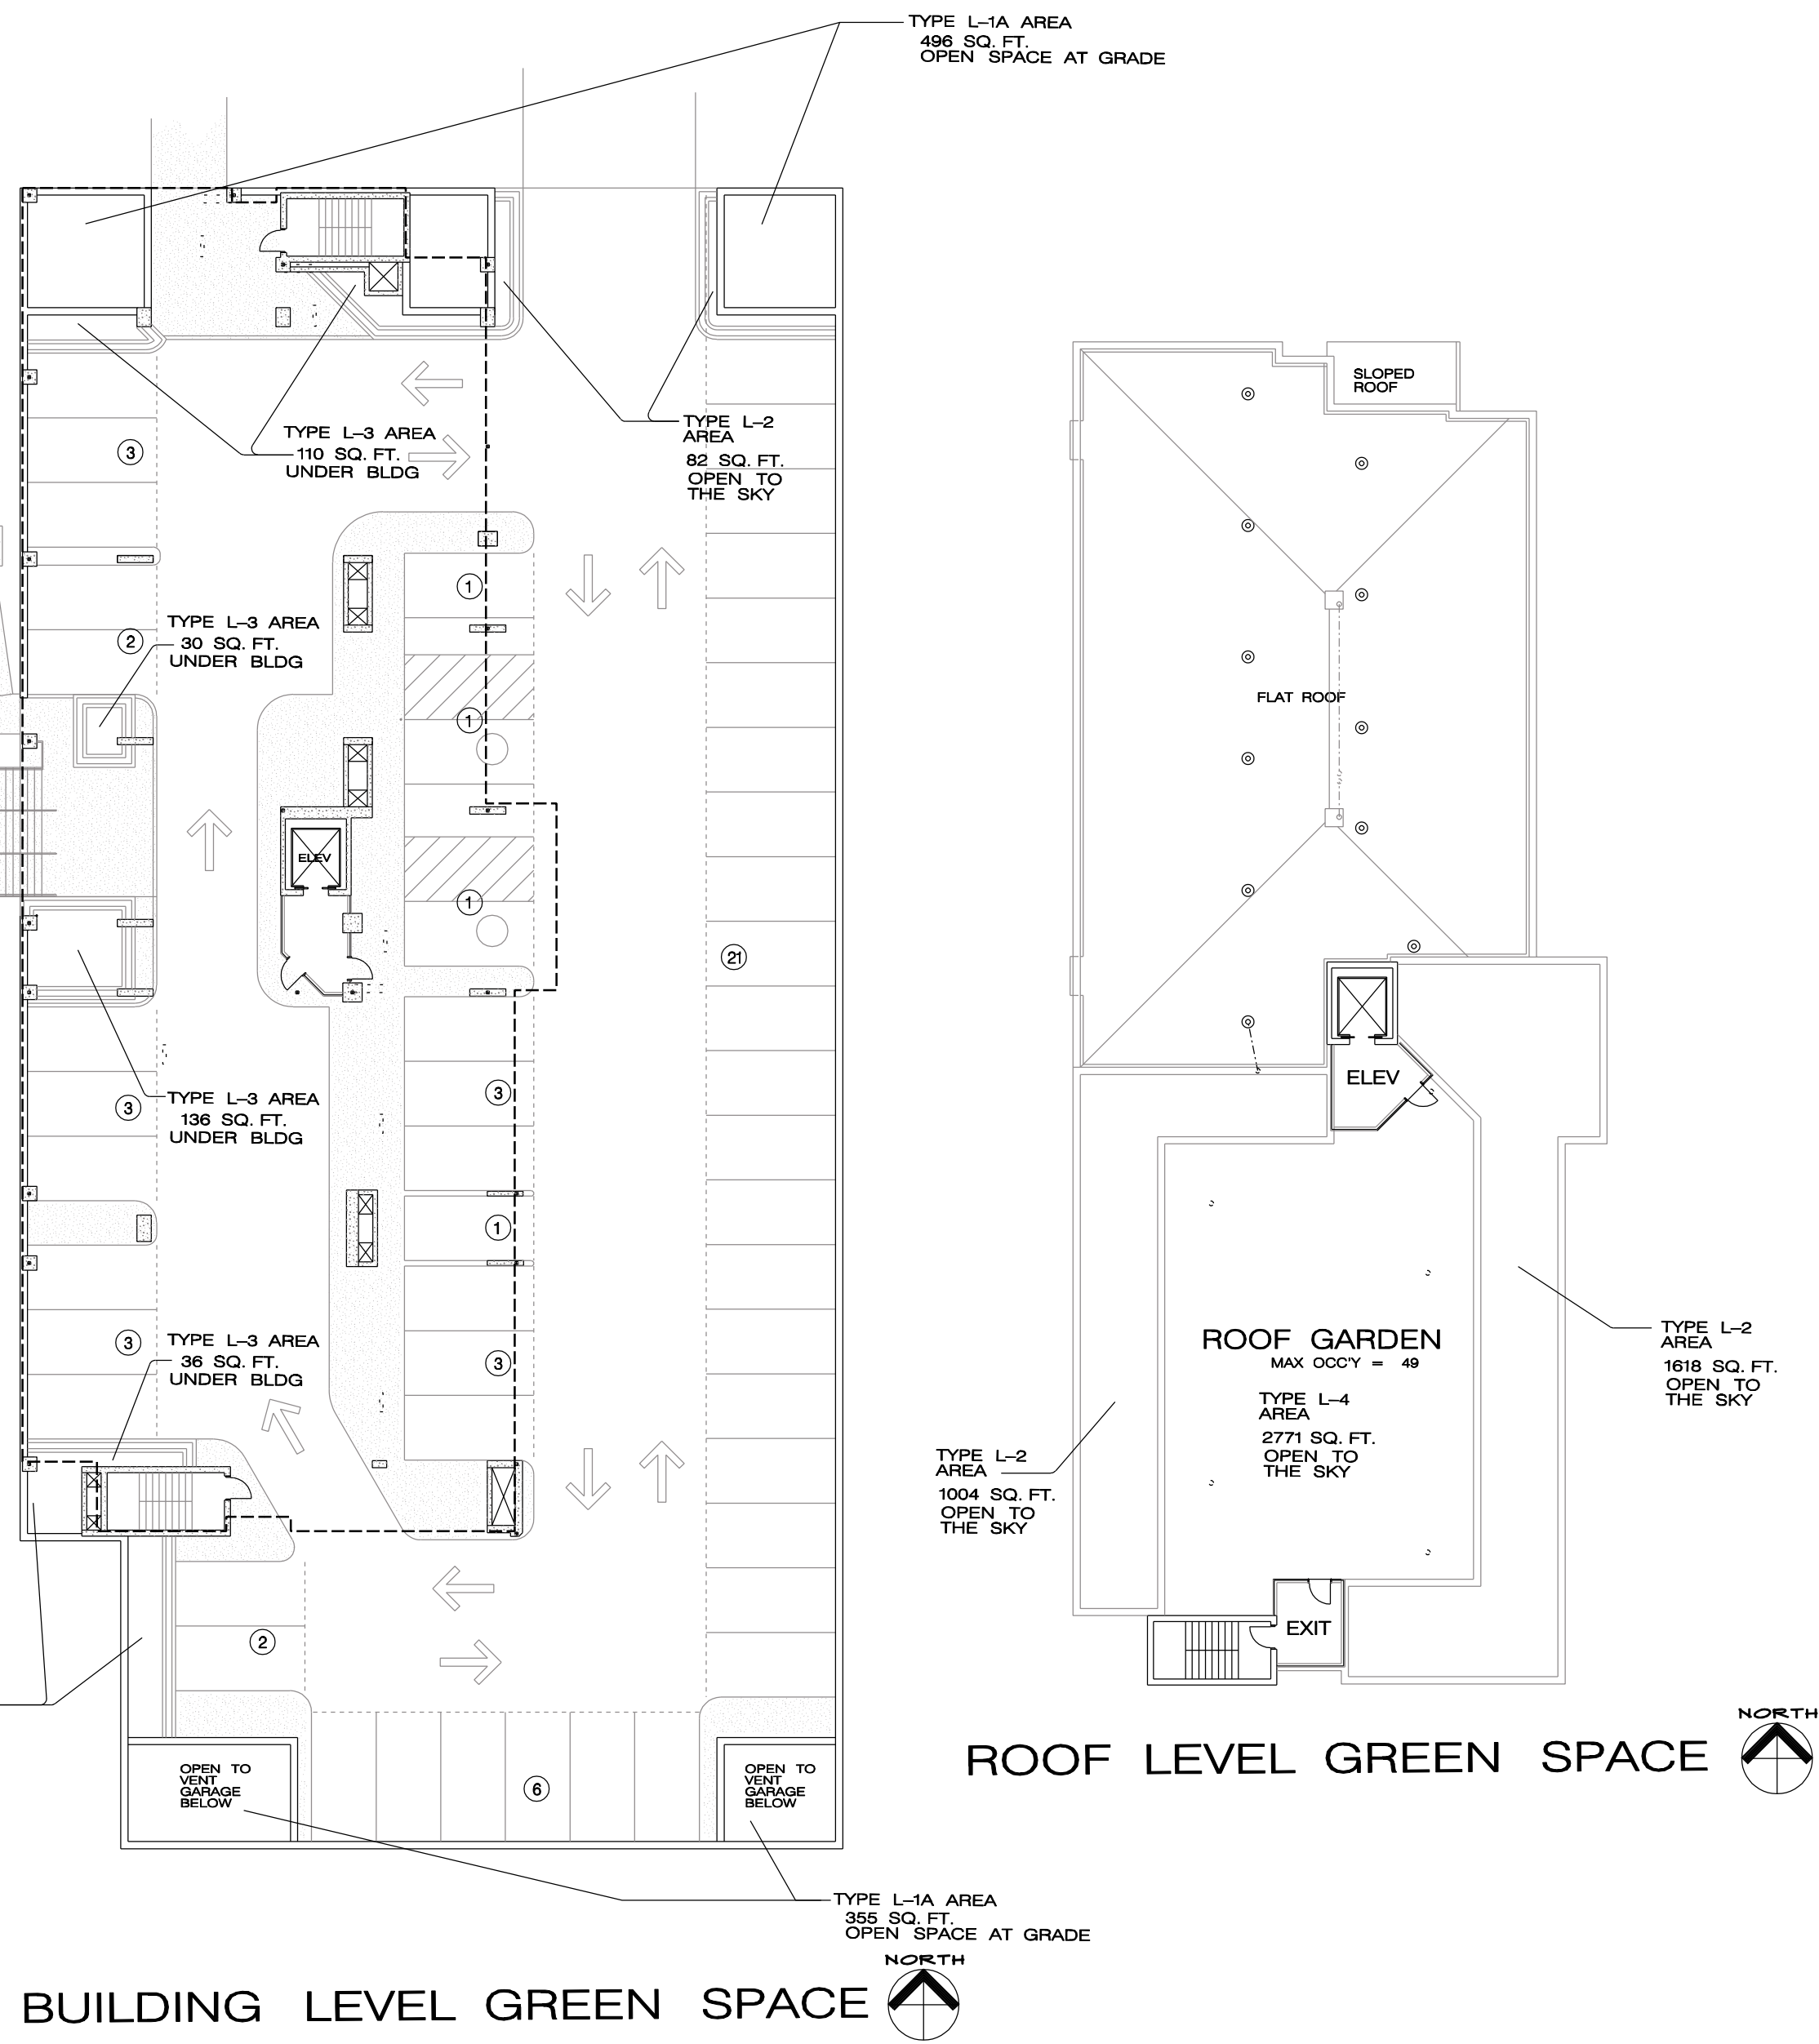 TYPE L-1A AREA
496 SQ. FT.
OPEN SPACE AT GRADE
TYPE L-3 AREA
110 SQ. FT.
UNDER BLDG
TYPE L-2
AREA
82 SQ. FT.
OPEN TO
THE SKY
3
1
2
TYPE L-3 AREA
30 SQ. FT.
UNDER BLDG
1
ELEV
1
21
3
TYPE L-3 AREA
136 SQ. FT.
UNDER BLDG
3
1
3
TYPE L-3 AREA
36 SQ. FT.
UNDER BLDG
3
2
OPEN TO
VENT
GARAGE
BELOW
6
OPEN TO
VENT
GARAGE
BELOW
TYPE L-1A AREA
355 SQ. FT.
OPEN SPACE AT GRADE
BUILDING LEVEL GREEN SPACE
NORTH
SLOPED
ROOF
FLAT ROOF
ELEV
ROOF GARDEN
MAX OCC'Y = 49
TYPE L-4
AREA
2771 SQ. FT.
OPEN TO
THE SKY
TYPE L-2
AREA
1618 SQ. FT.
OPEN TO
THE SKY
TYPE L-2
AREA
1004 SQ. FT.
OPEN TO
THE SKY
EXIT
ROOF LEVEL GREEN SPACE
NORTH